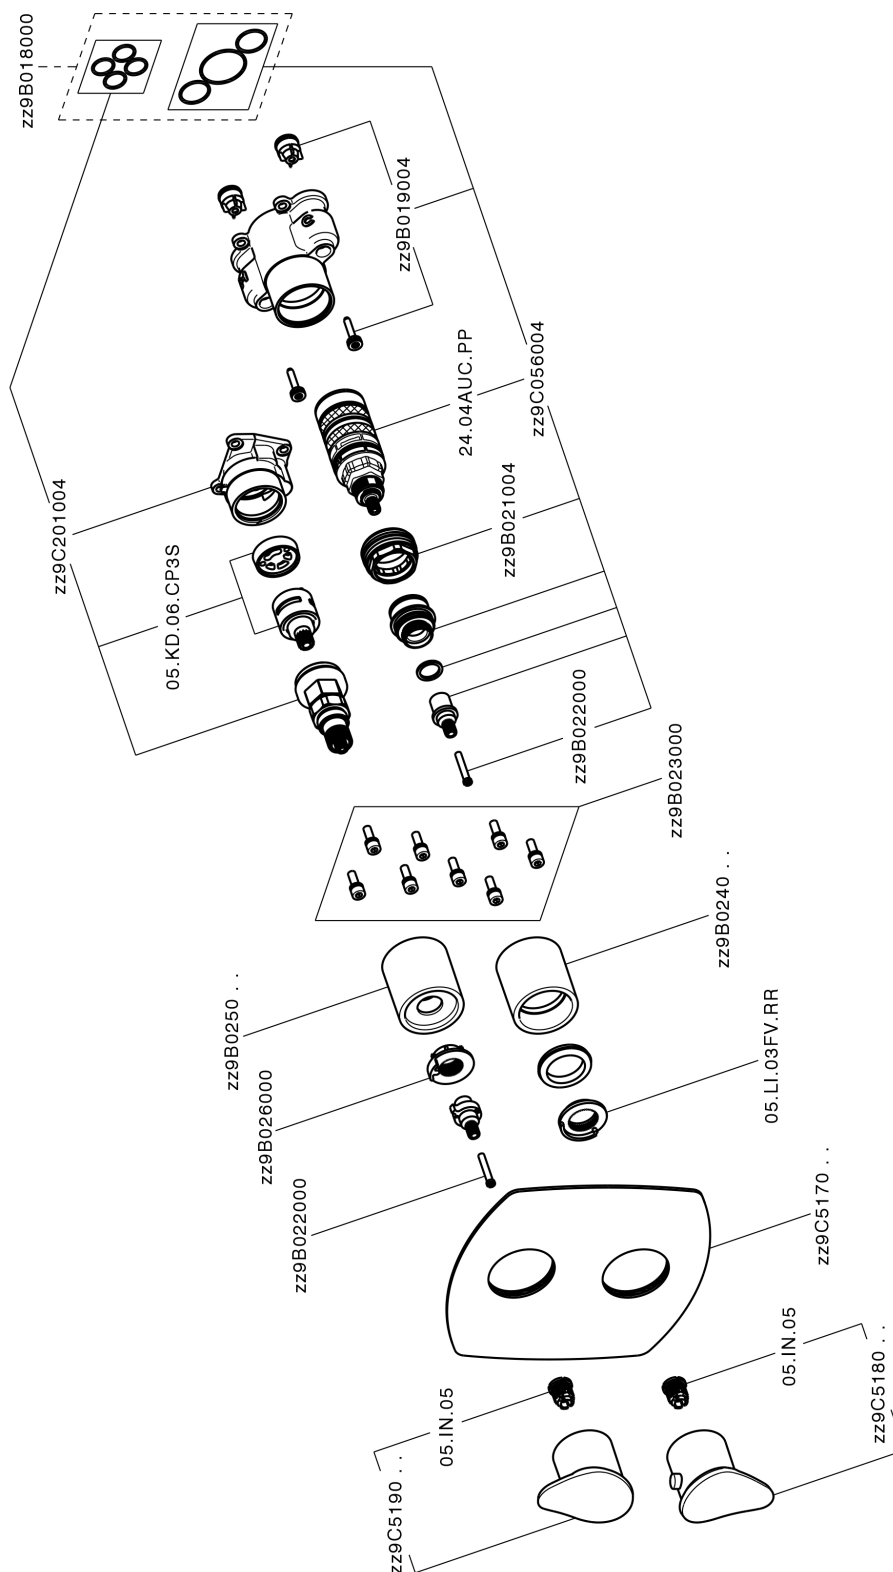 zz9B018000
zz9B019004
24.04AUC.PP
zz9C056004
zz9B021004
zz9C201004
05.KD.06.CP3S
zz9B022000
zz9B023000
zz9B0240 . .
zz9B0250 . .
05.LI.03FV.RR
zz9B026000
zz9B022000
zz9C5170 . .
05.IN.05
zz9C5180 . .
05.IN.05
zz9C5190 . .